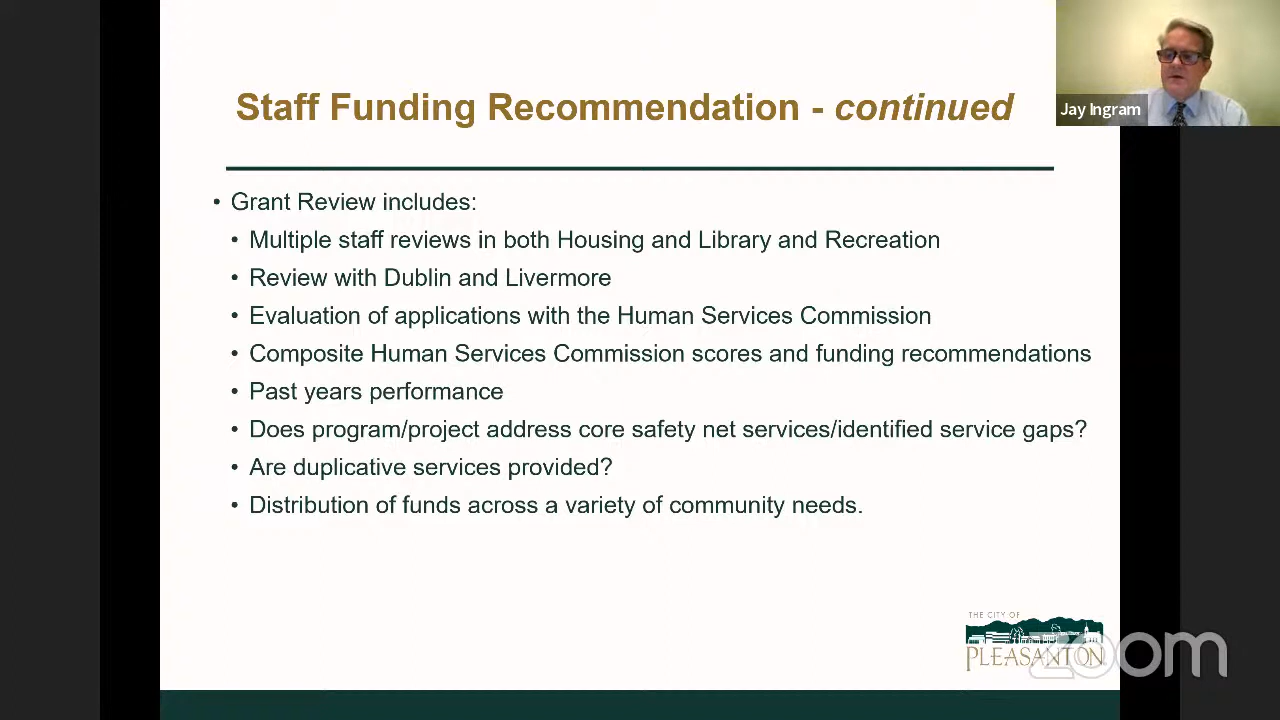 Staff Funding Recommendation - continued
Jay Ingram
• Grant Review includes:
• Multiple staff reviews in both Housing and Library and Recreation
• Review with Dublin and Livermore
• Evaluation of applications with the Human Services Commission
• Composite Human Services Commission scores and funding recommendations
• Past years performance
• Does program/project address core safety net services/identified service gaps?
• Are duplicative services provided?
• Distribution of funds across a variety of community needs.
THE CITY OF
PLEASANTON
zoom